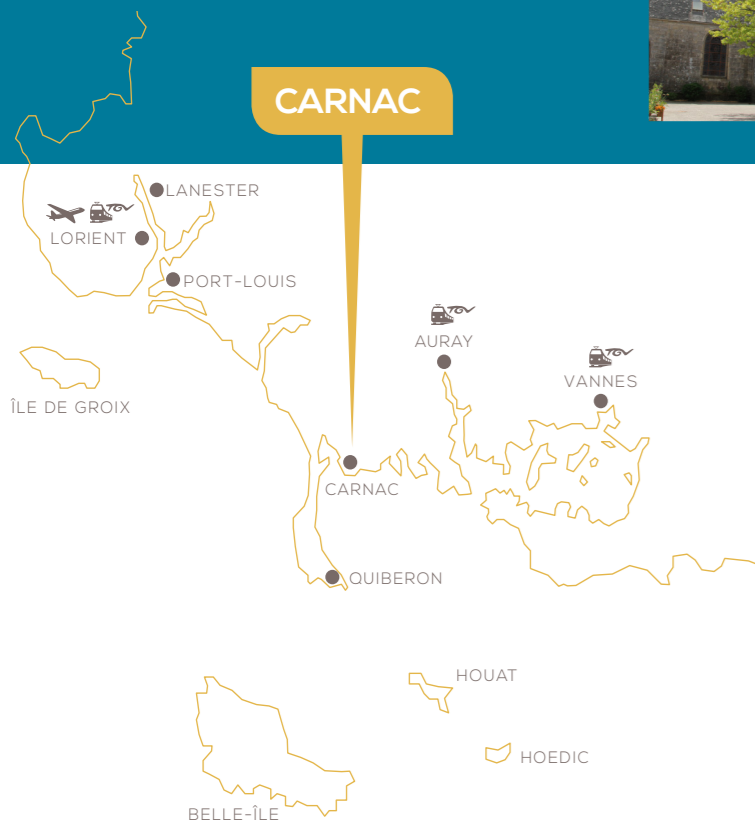 CARNAC
LANESTER
TGV
LORIENT
PORT-LOUIS
TGV
AURAY
TGV
VANNES
ÎLE DE GROIX
CARNAC
QUIBERON
HOUAT
HOEDIC
BELLE-ÎLE